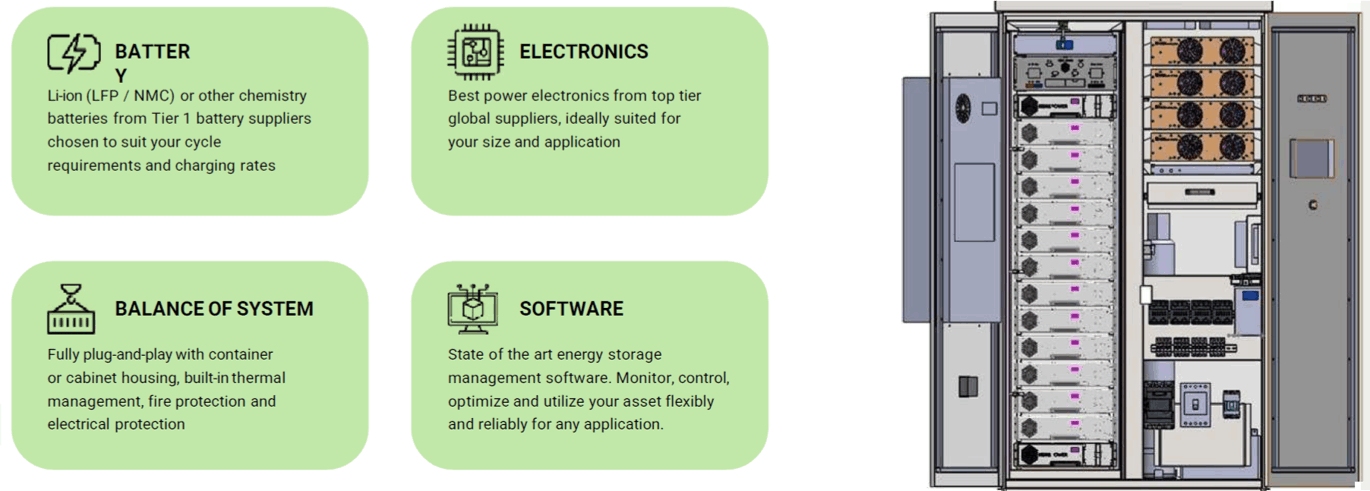 BATTER
Y
Li-ion (LFP / NMC) or other chemistry
batteries from Tier 1 battery suppliers
chosen to suit your cycle
requirements and charging rates
ELECTRONICS
Best power electronics from top tier
global suppliers, ideally suited for
your size and application
BALANCE OF SYSTEM
Fully plug-and-play with container
or cabinet housing, built-in thermal
management, fire protection and
electrical protection
SOFTWARE
State of the art energy storage
management software. Monitor, control,
optimize and utilize your asset flexibly
and reliably for any application.